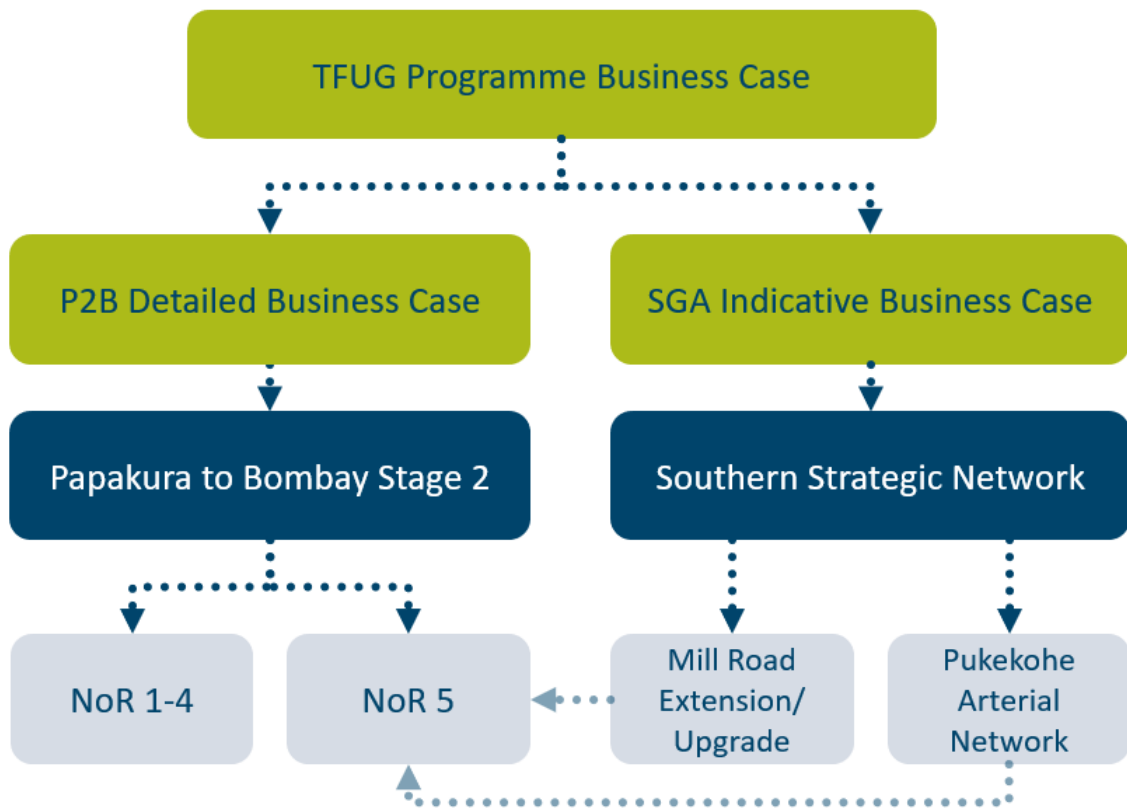 TFUG Programme Business Case
P2B Detailed Business Case
SGA Indicative Business Case
Papakura to Bombay Stage 2
Southern Strategic Network
NoR 1-4
NoR 5
Mill Road
Extension/
Upgrade
Pukekohe
Arterial
Network